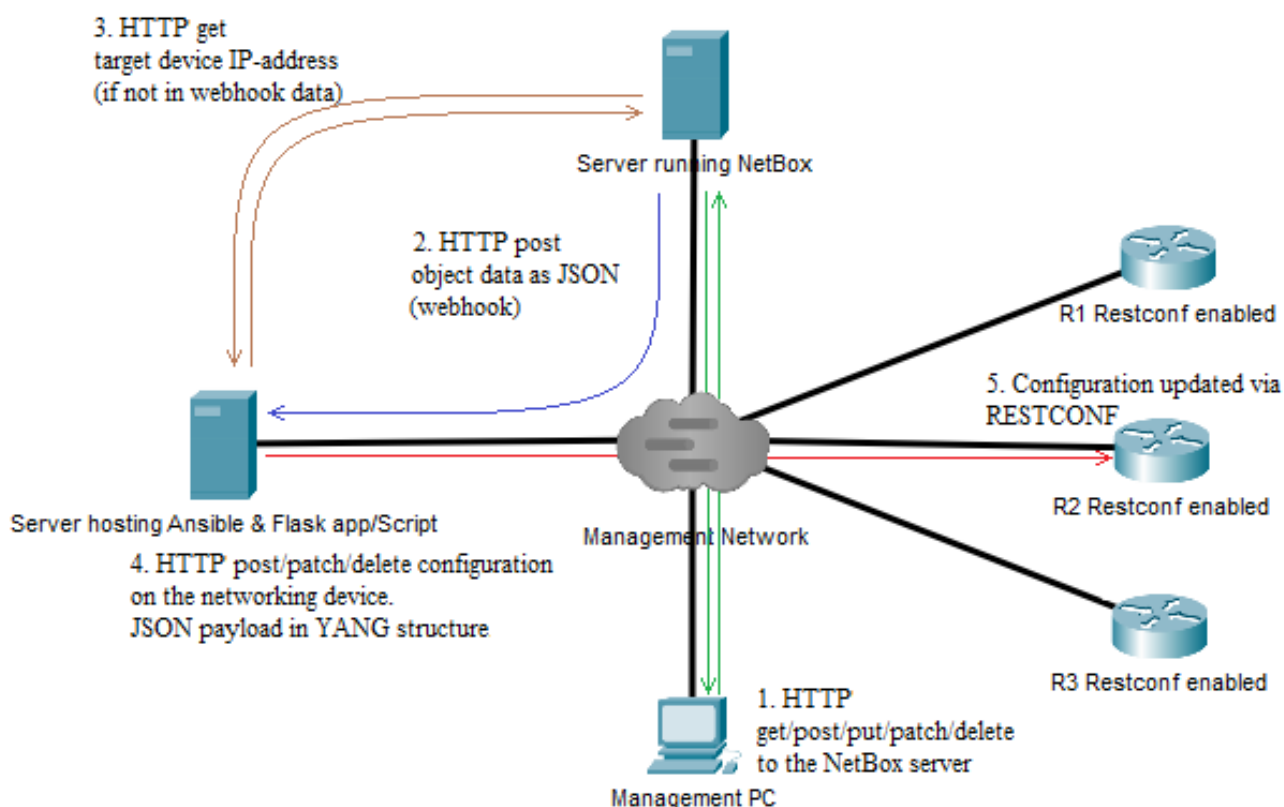 3. HTTP get
target device IP-address
(if not in webhook data)
Server running NetBox
2. HTTP post
object data as JSON
(webhook)
R1 Restconf enabled
5. Configuration updated via
RESTCONF
R2 Restconf enabled
Server hosting Ansible & Flask app/Script
Management Network
4. HTTP post/patch/delete configuration
on the networking device.
JSON payload in YANG structure
R3 Restconf enabled
1. HTTP
get/post/put/patch/delete
to the NetBox server
Management PC